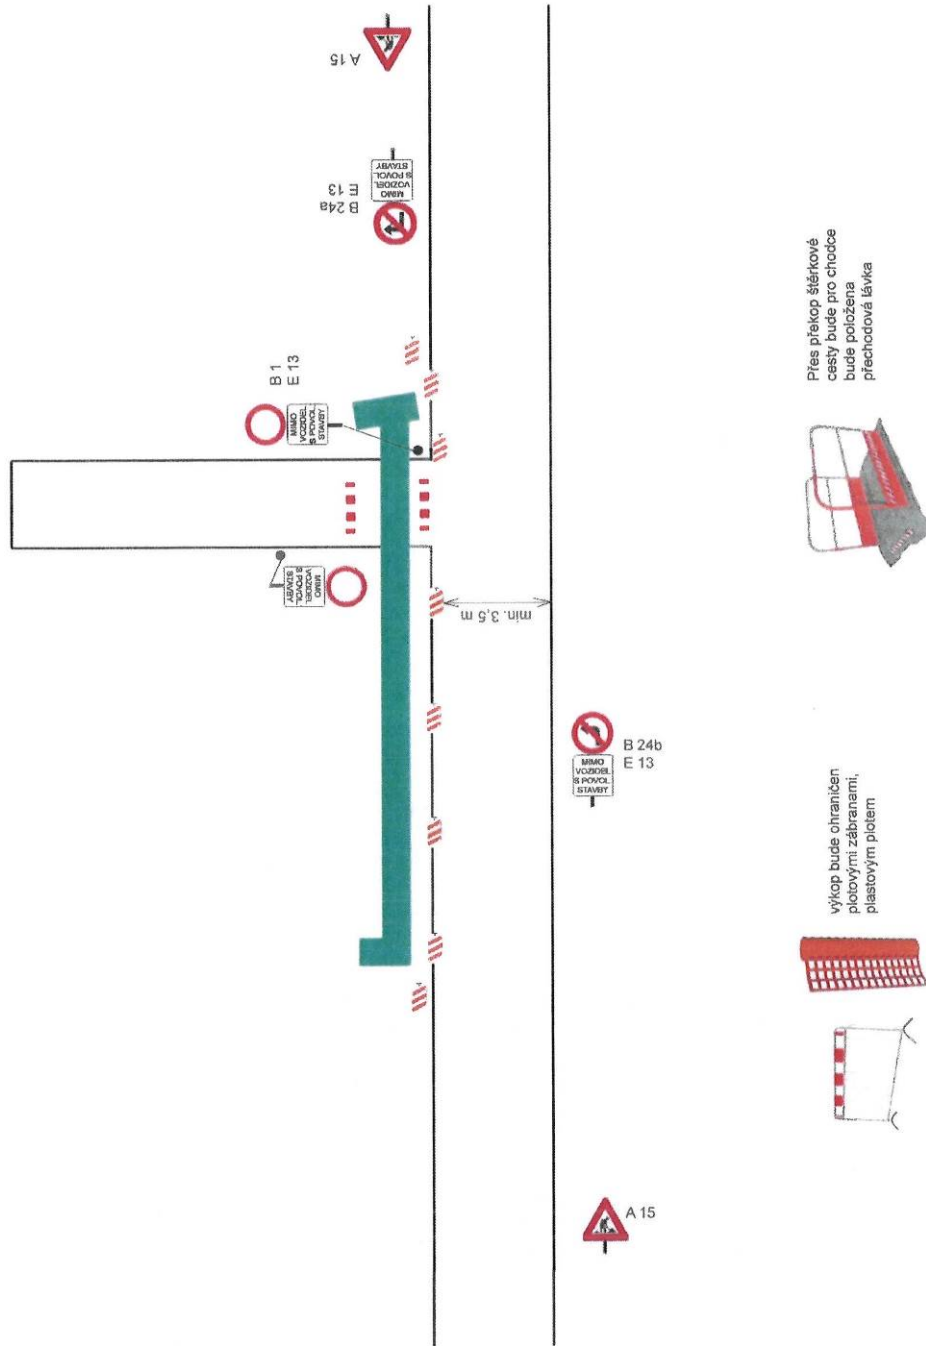 A 15
B 24a
E 13
MIMO
VOZIDEL
S POVOL.
STAVBY
B 1
E 13
MIMO
VOZIDEL
S POVOL.
STAVBY
MIMO
VOZIDEL
S POVOL.
STAVBY
min. 3,5 m
B 24b
E 13
MIMO
VOZIDEL
S POVOL.
STAVBY
A 15
Přes překop štěrkové
cesty bude pro chodce
bude položena
přechodová lávka
výkop bude ohraničen
plotovými zábranami,
plastovým plotem